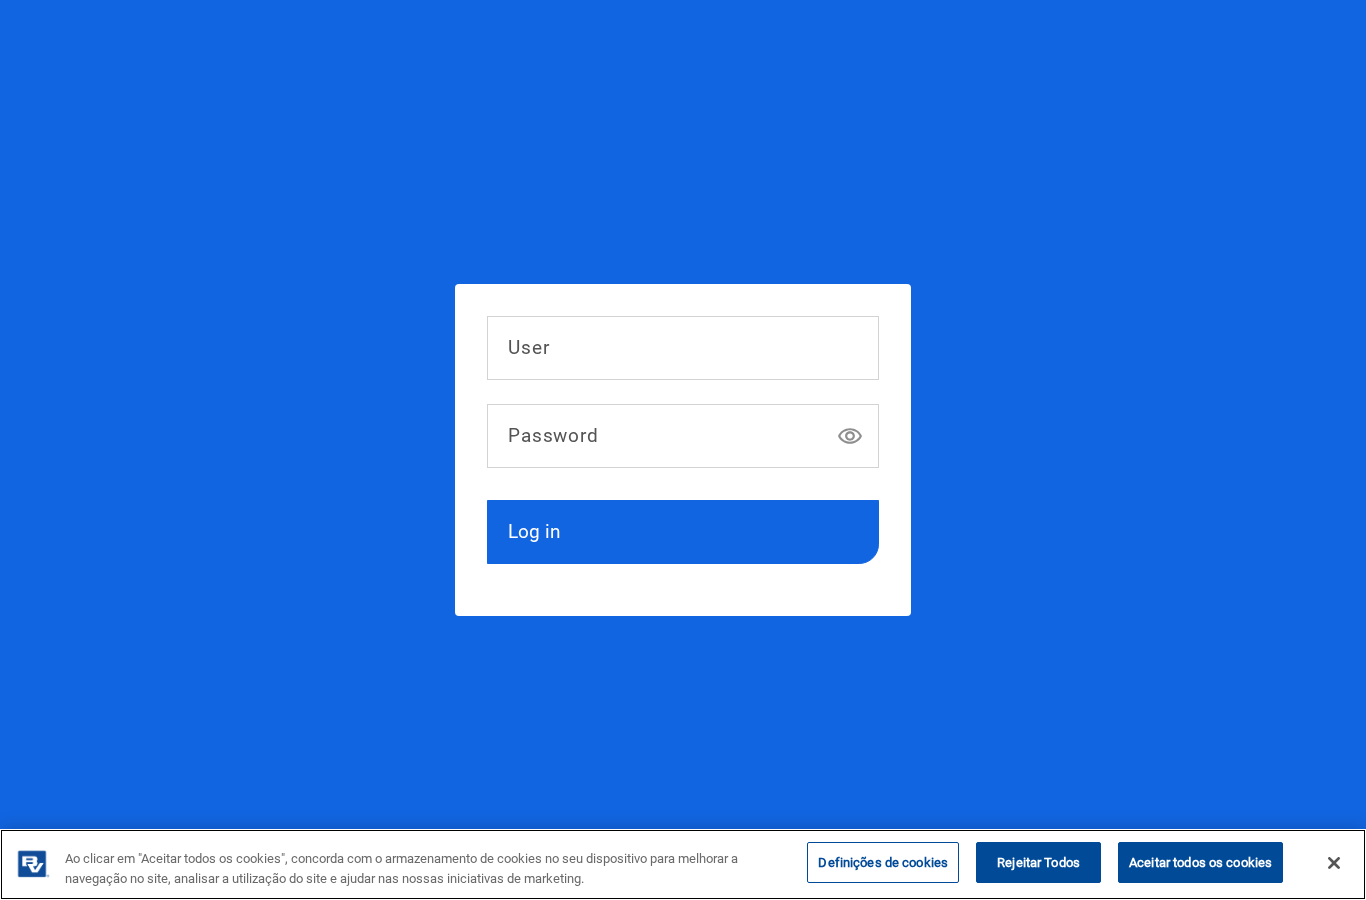 User
Password
Log in
BV
Ao clicar em "Aceitar todos os cookies", concorda com o armazenamento de cookies no seu dispositivo para melhorar a
navegação no site, analisar a utilização do site e ajudar nas nossas iniciativas de marketing.
Definições de cookies
Rejeitar Todos
Aceitar todos os cookies